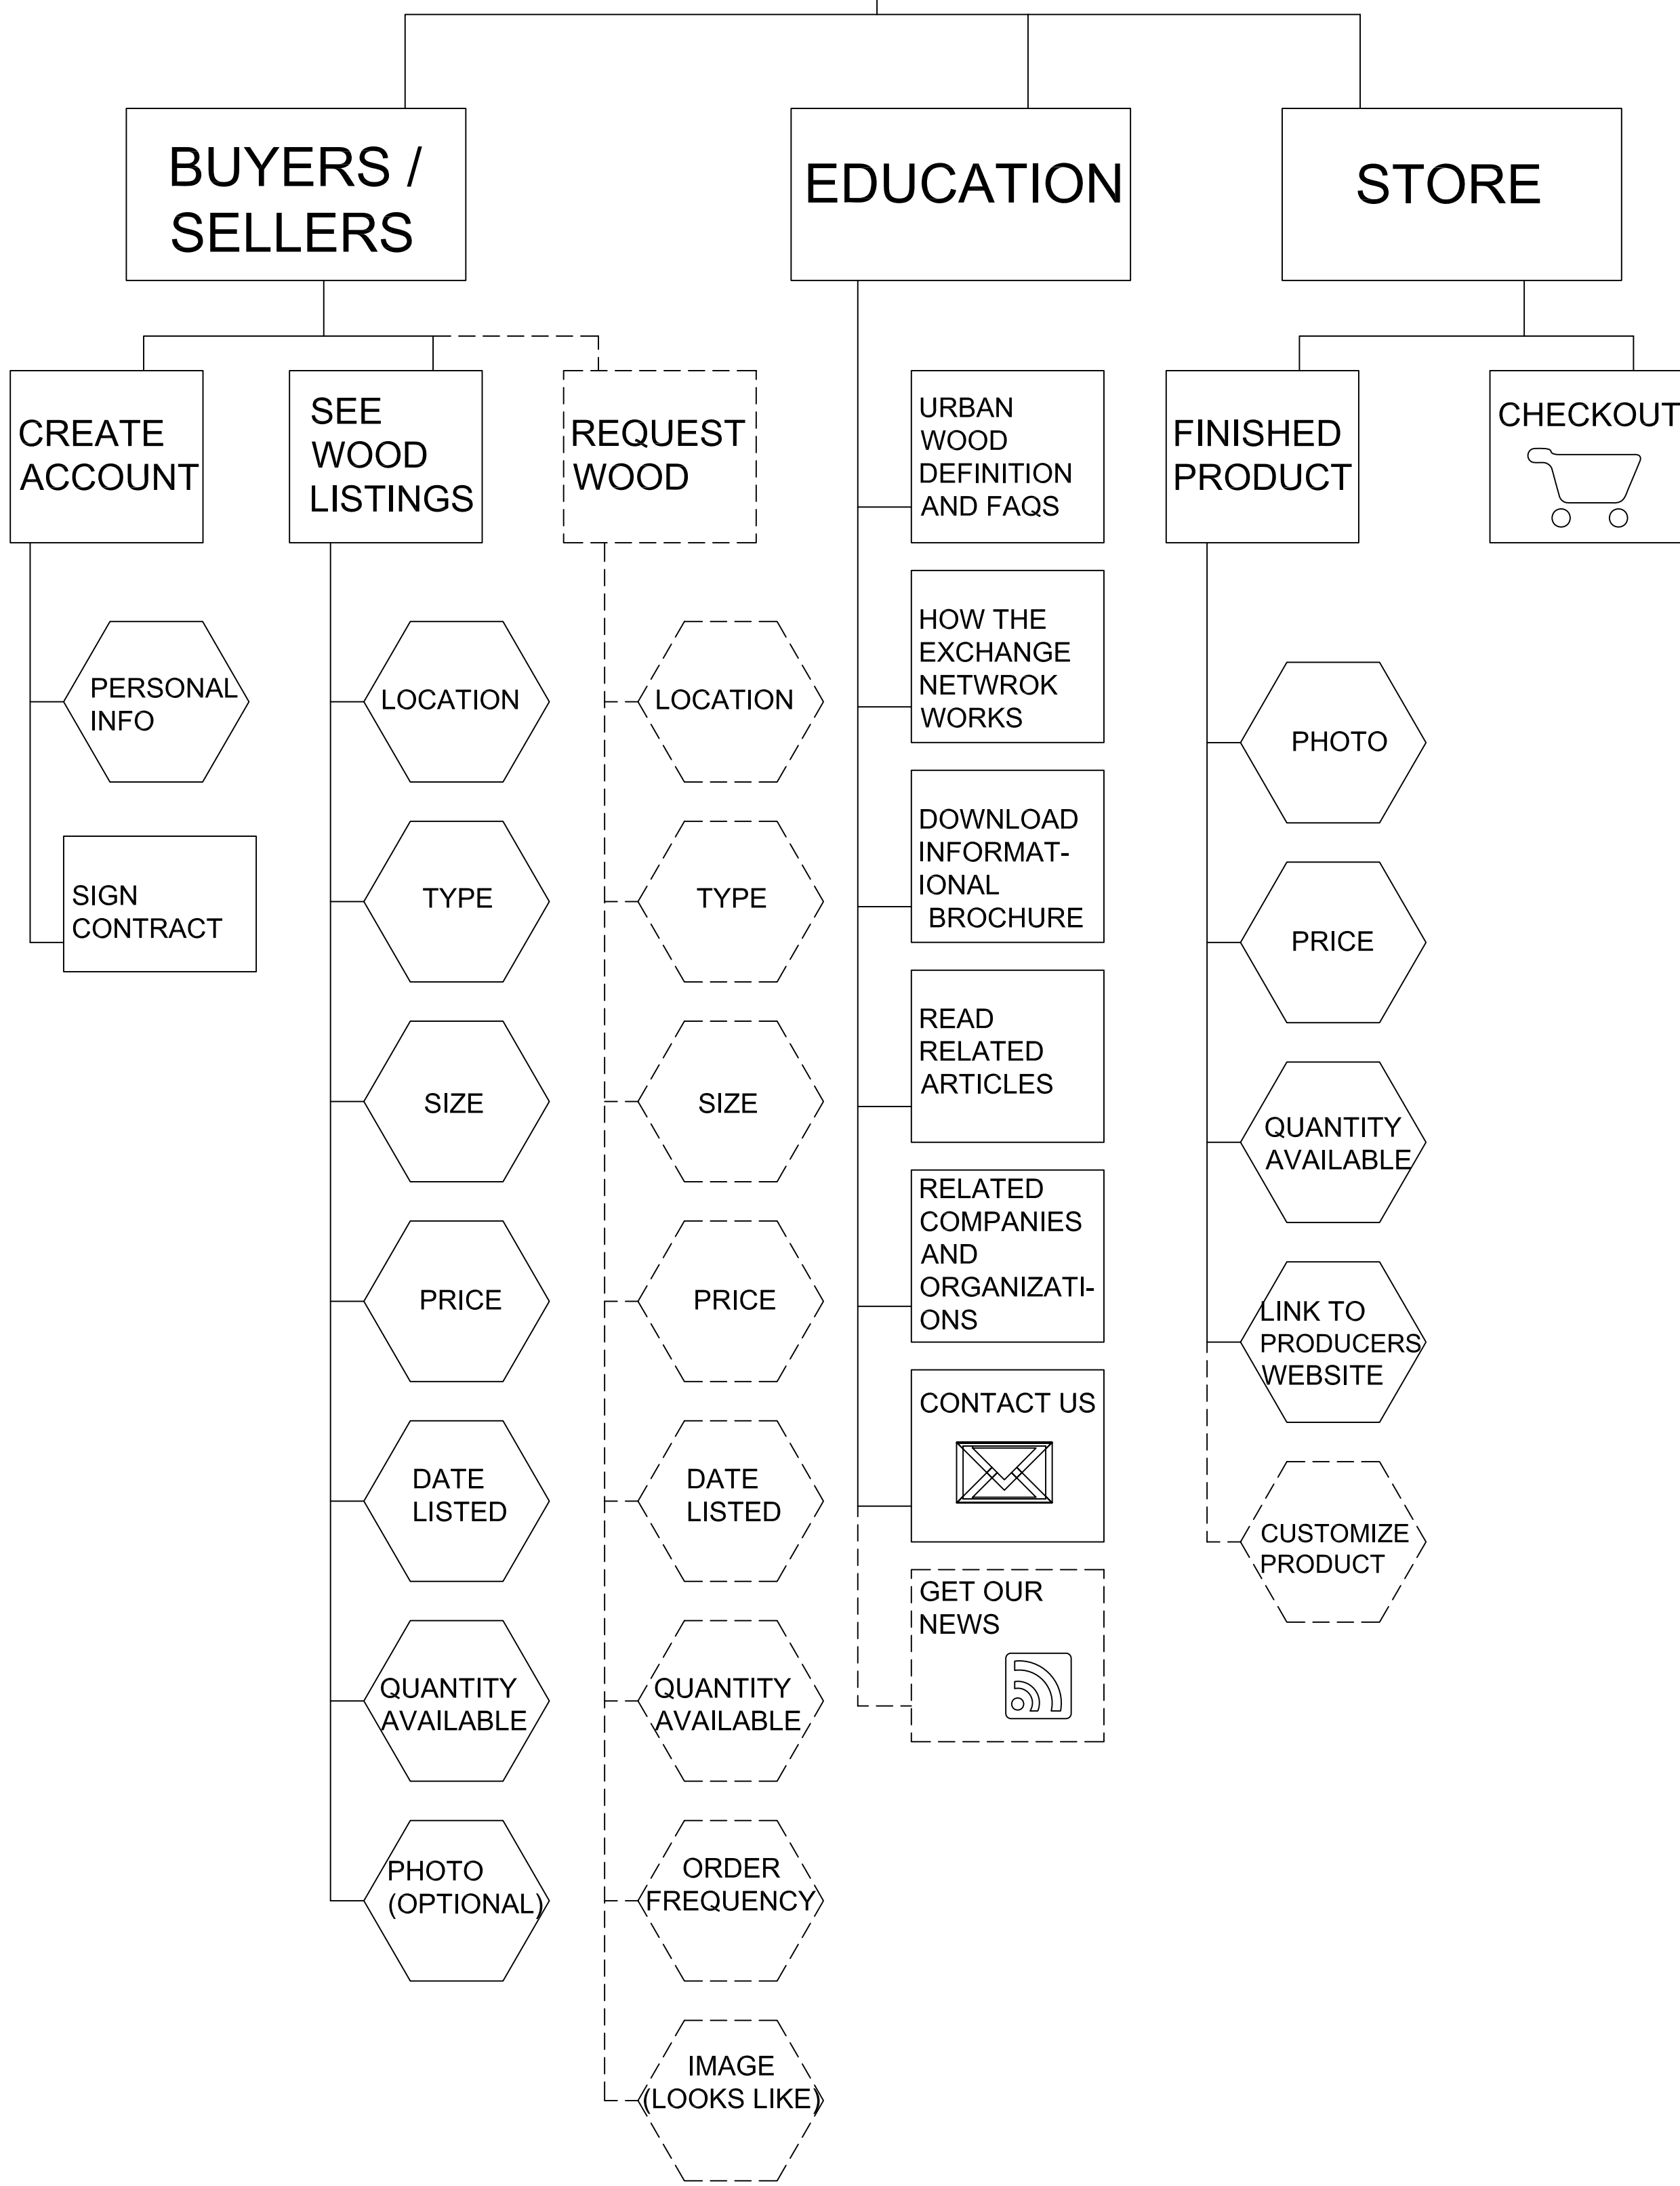 BUYERS /
SELLERS
EDUCATION
STORE
CREATE
ACCOUNT
SEE
WOOD
LISTINGS
REQUEST
WOOD
URBAN
WOOD
DEFINITION
AND FAQS
FINISHED
PRODUCT
CHECKOUT
PERSONAL
INFO
SIGN
CONTRACT
LOCATION
TYPE
SIZE
PRICE
DATE
LISTED
QUANTITY
AVAILABLE
PHOTO
(OPTIONAL)
LOCATION
TYPE
SIZE
PRICE
DATE
LISTED
QUANTITY
AVAILABLE
ORDER
FREQUENCY
IMAGE
(LOOKS LIKE)
HOW THE
EXCHANGE
NETWROK
WORKS
DOWNLOAD
INFORMAT-
IONAL
BROCHURE
READ
RELATED
ARTICLES
RELATED
COMPANIES
AND
ORGANIZATI-
ONS
CONTACT US
GET OUR
NEWS
PHOTO
PRICE
QUANTITY
AVAILABLE
LINK TO
PRODUCERS
WEBSITE
CUSTOMIZE
PRODUCT